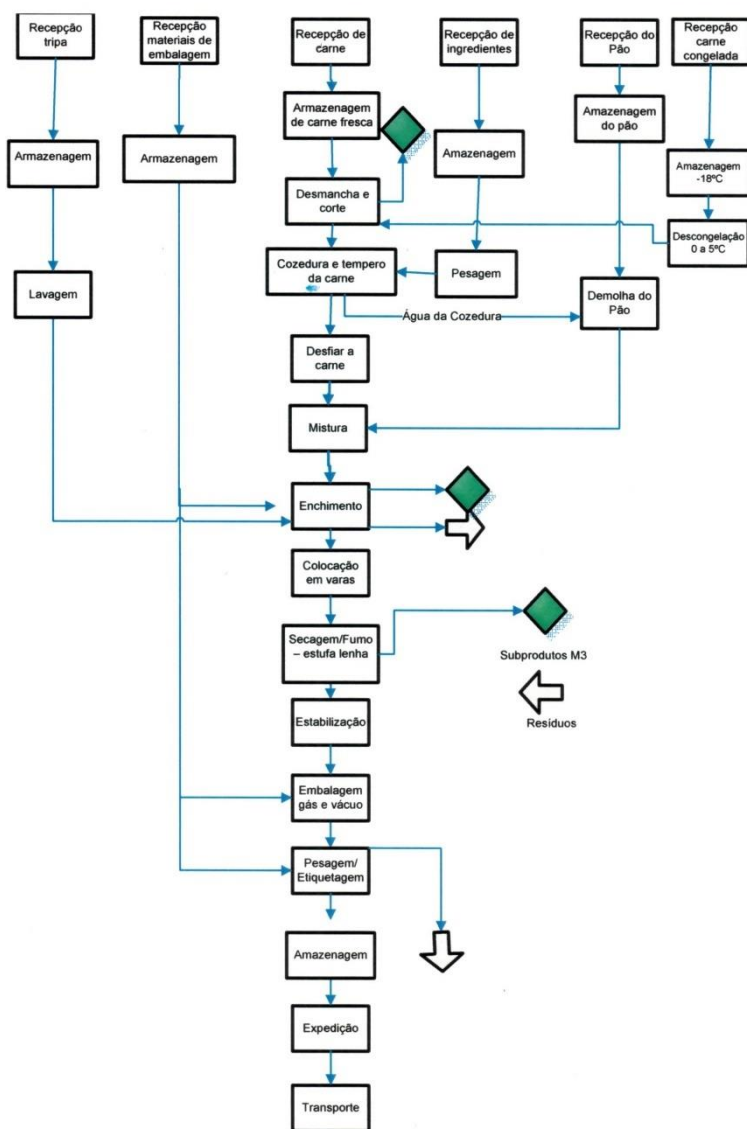 Recepção
tripa
Recepção
materiais de
embalagem
Recepção de
carne
Recepção de
ingredientes
Recepção do
Pão
Recepção
carne
congelada
Armazenagem
de carne fresca
Amazenagem
do pão
Armazenagem
Armazenagem
Amazenagem
Amazenagem
-18ºC
Desmancha e
corte
Descongelação
0 a 5ºC
Cozedura e tempero
da carne
Pesagem
Lavagem
Demolha do
Pão
Água da Cozedura
Desfiar a
carne
Mistura
Enchimento
Colocação
em varas
Secagem/Fumo
– estufa lenha
Subprodutos M3
Resíduos
Estabilização
Embalagem
gás e vácuo
Pesagem/
Etiquetagem
Amazenagem
Expedição
Transporte